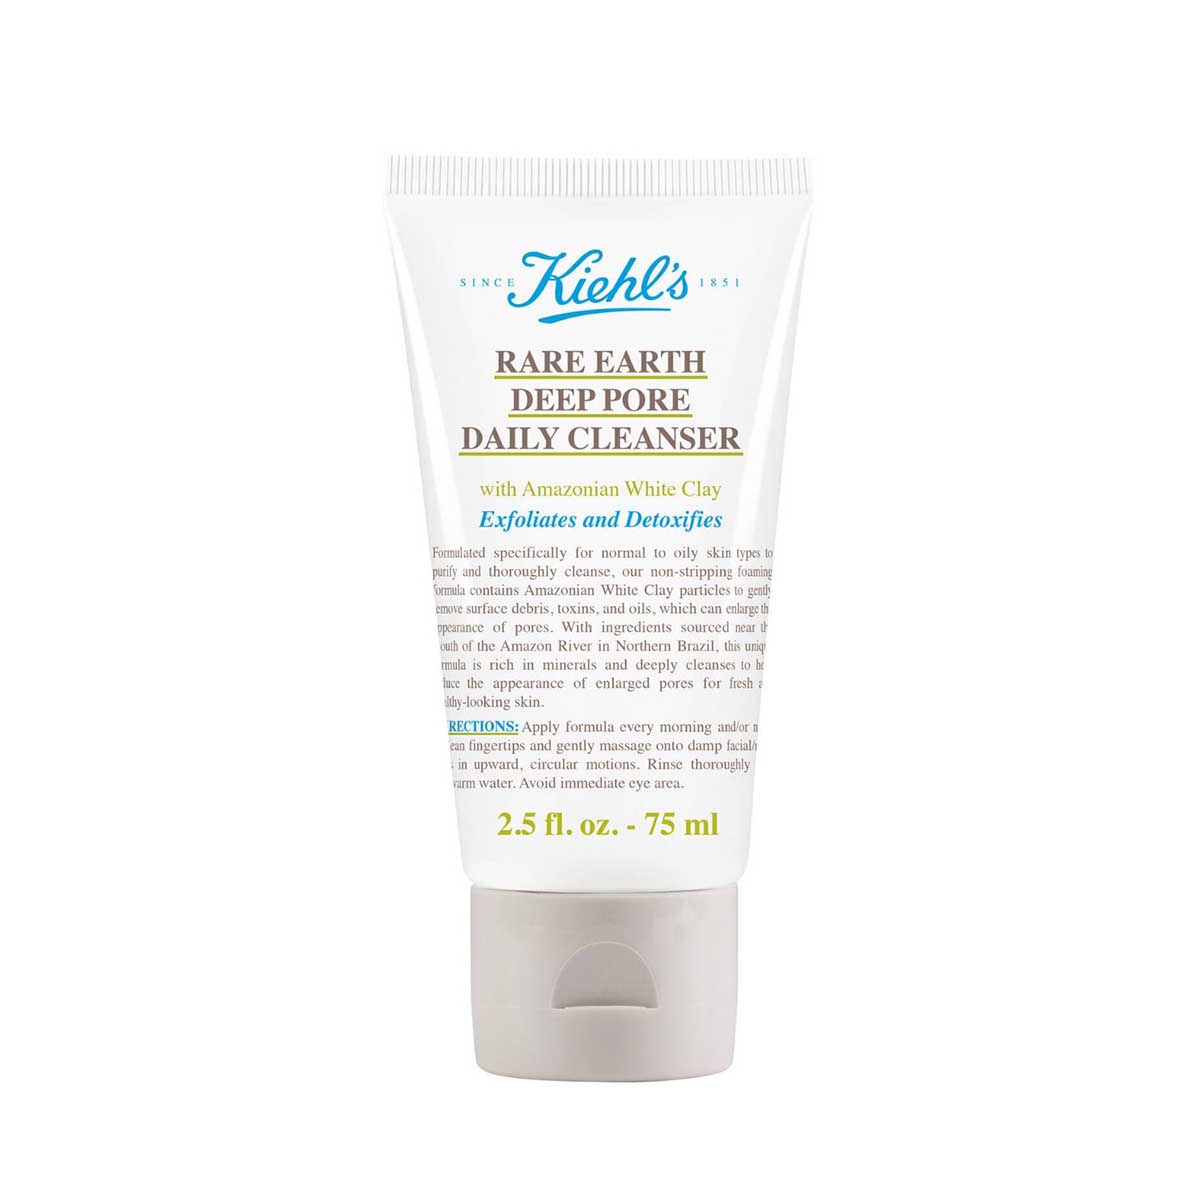 SINCE Kiehl's 1851
RARE EARTH
DEEP PORE
DAILY CLEANSER
with Amazonian White Clay
Exfoliates and Detoxifies
Formulated specifically for normal to oily skin types to
purify and thoroughly cleanse, our non-stripping foaming
formula contains Amazonian White Clay particles to gently
remove surface debris, toxins, and oils, which can enlarge th
ppearance of pores. With ingredients sourced near th
outh of the Amazon River in Northern Brazil, this uniqu
rmula is rich in minerals and deeply cleanses to he
duce the appearance of enlarged pores for fresh a
lthy-looking skin.
RECTIONS: Apply formula every morning and/or n
ean fingertips and gently massage onto damp facial/
s in upward, circular motions. Rinse thoroughly
warm water. Avoid immediate eye area.
2.5 fl. oz. - 75 ml